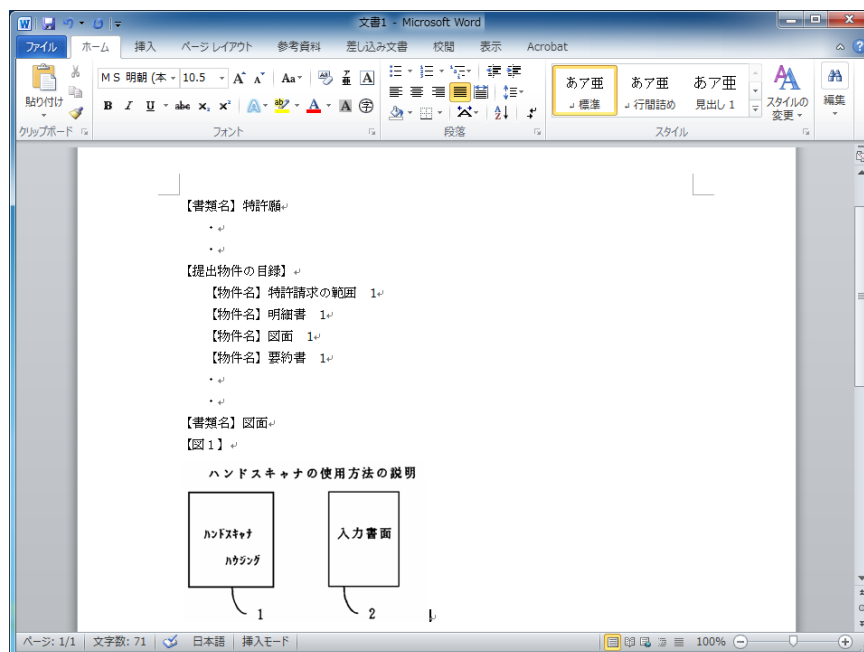 文書1 - Microsoft Word
ファイル ホーム 挿入 ページ レイアウト 参考資料 差し込み文書 校閲 表示 Acrobat
貼り付け
クリップボード
MS 明朝 (本 10.5
B I U abc x₂ x²
フォント
段落
あア亜 あア亜 あア亜
標準 行間詰め 見出し 1
スタイルの
変更
スタイル
編集
【書類名】特許願
・
・
【提出物件の目録】
【物件名】特許請求の範囲 1
【物件名】明細書 1
【物件名】図面 1
【物件名】要約書 1
・
・
【書類名】図面
【図1】
ハンドスキャナの使用方法の説明
ハンドスキャナ
ハウジング
入力書面
1 2
ページ: 1/1 文字数: 71 日本語 挿入モード 100%